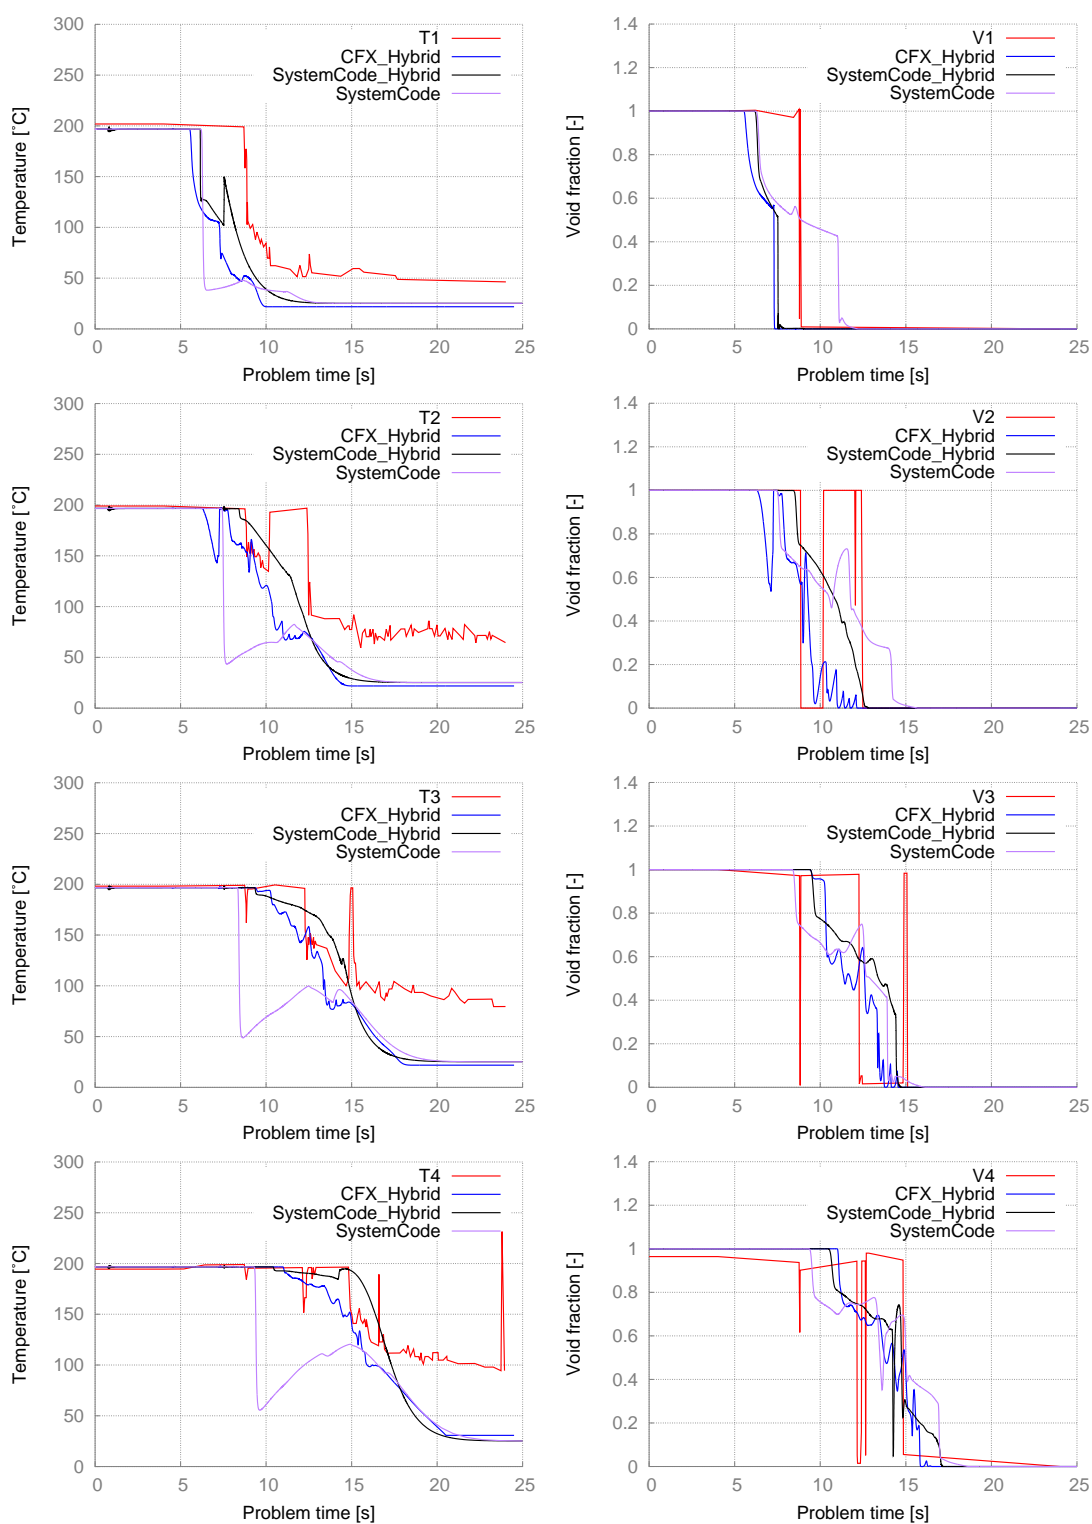 300
250
200
150
100
50
0
0 5 10 15 20 25
Temperature [°C]
Problem time [s]
T1
CFX_Hybrid
SystemCode_Hybrid
SystemCode
1.4
1.2
1
0.8
0.6
0.4
0.2
0
0 5 10 15 20 25
Void fraction [-]
Problem time [s]
V1
CFX_Hybrid
SystemCode_Hybrid
SystemCode
300
250
200
150
100
50
0
0 5 10 15 20 25
Temperature [°C]
Problem time [s]
T2
CFX_Hybrid
SystemCode_Hybrid
SystemCode
1.4
1.2
1
0.8
0.6
0.4
0.2
0
0 5 10 15 20 25
Void fraction [-]
Problem time [s]
V2
CFX_Hybrid
SystemCode_Hybrid
SystemCode
300
250
200
150
100
50
0
0 5 10 15 20 25
Temperature [°C]
Problem time [s]
T3
CFX_Hybrid
SystemCode_Hybrid
SystemCode
1.4
1.2
1
0.8
0.6
0.4
0.2
0
0 5 10 15 20 25
Void fraction [-]
Problem time [s]
V3
CFX_Hybrid
SystemCode_Hybrid
SystemCode
300
250
200
150
100
50
0
0 5 10 15 20 25
Temperature [°C]
Problem time [s]
T4
CFX_Hybrid
SystemCode_Hybrid
SystemCode
1.4
1.2
1
0.8
0.6
0.4
0.2
0
0 5 10 15 20 25
Void fraction [-]
Problem time [s]
V4
CFX_Hybrid
SystemCode_Hybrid
SystemCode